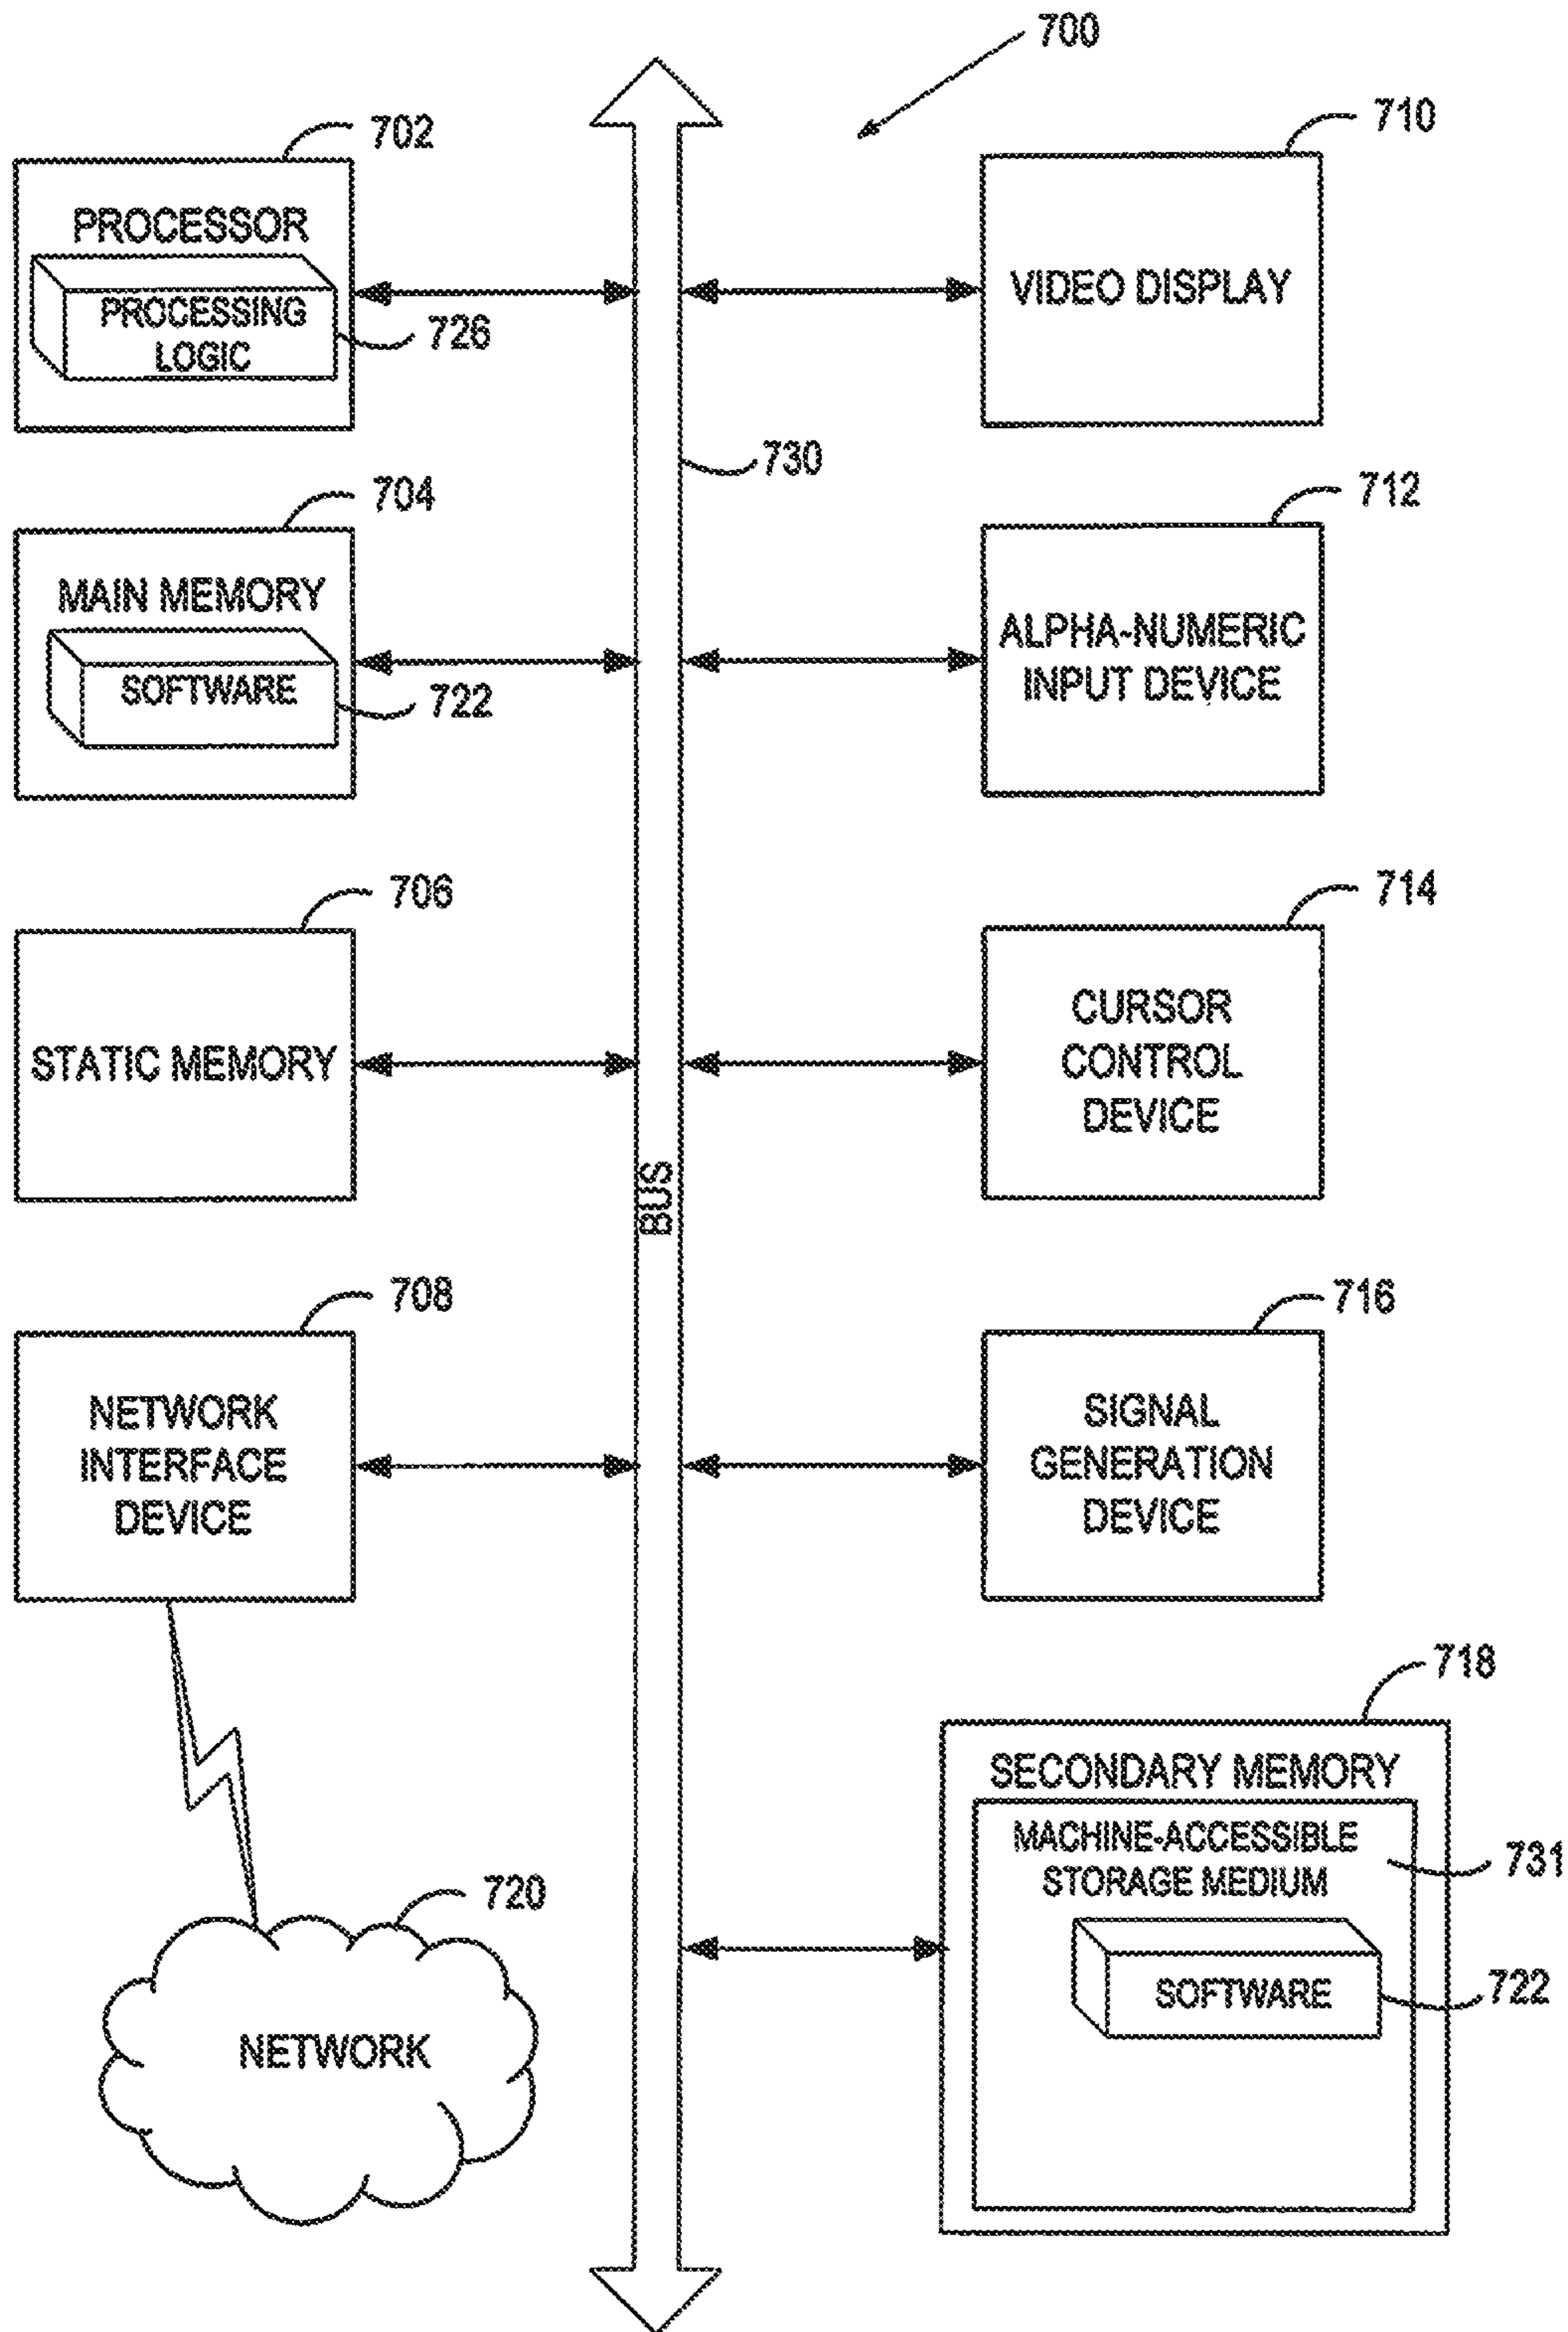 700
702
PROCESSOR
PROCESSING
LOGIC
726
710
VIDEO DISPLAY
730
704
MAIN MEMORY
SOFTWARE
722
712
ALPHA-NUMERIC
INPUT DEVICE
706
STATIC MEMORY
714
CURSOR
CONTROL
DEVICE
BUS
708
NETWORK
INTERFACE
DEVICE
716
SIGNAL
GENERATION
DEVICE
718
SECONDARY MEMORY
MACHINE-ACCESSIBLE
STORAGE MEDIUM
731
SOFTWARE
722
720
NETWORK